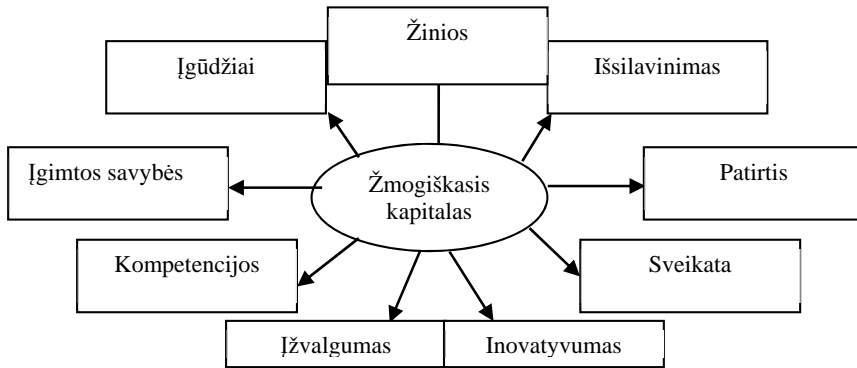 Žinios
Įgūdžiai
Išsilavinimas
Įgimtos savybės
Žmogiškasis
kapitalas
Patirtis
Kompetencijos
Sveikata
Įžvalgumas
Inovatyvumas